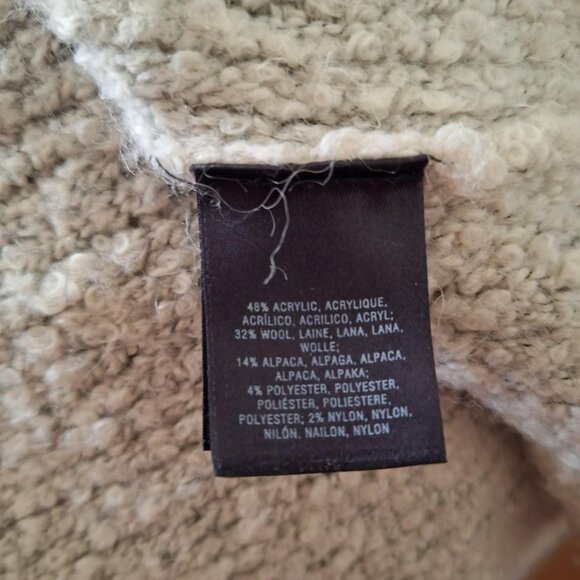 48% ACRYLIC, ACRYLIQUE,
ACRÍLICO, ACRILICO, ACRYL;
32% WOOL, LAINE, LANA, LANA,
WOLLE;
14% ALPACA, ALPAGA, ALPACA,
ALPACA, ALPAKA;
4% POLYESTER, POLYESTER,
POLIÉSTER, POLIESTERE,
POLYESTER; 2% NYLON, NYLON,
NILÓN, NAILON, NYLON